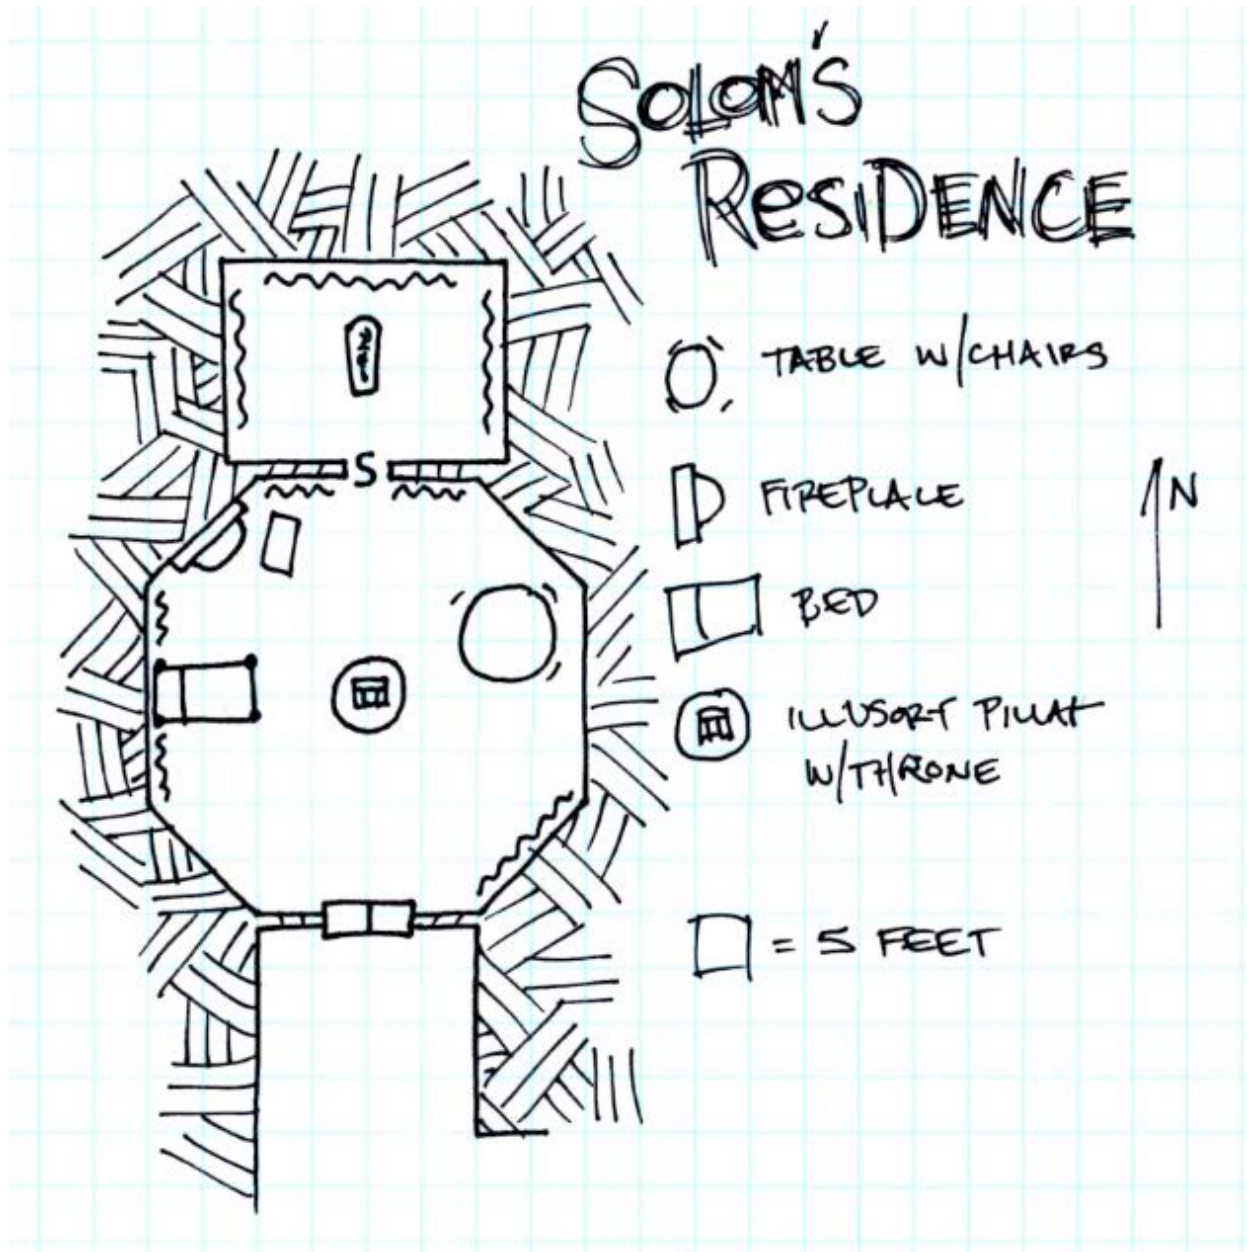 SOLOM'S
RESIDENCE
TABLE W/CHAIRS
FIREPLACE
N
BED
ILLUSORY PILLAR
W/THRONE
S
= 5 FEET